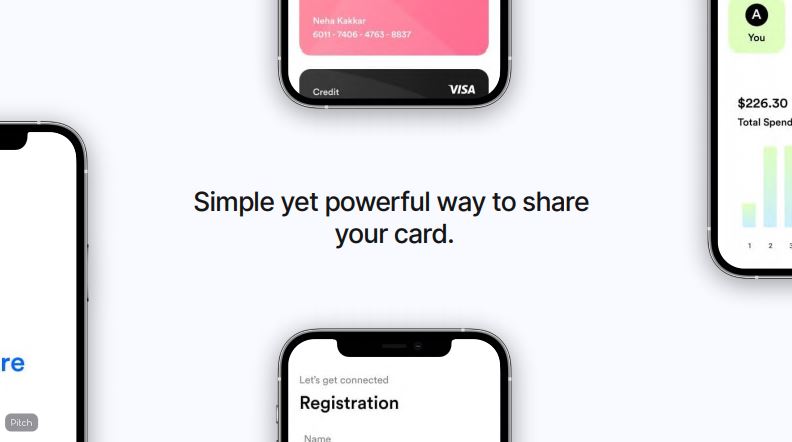 Neha Kakkar
6011 - 7406 - 4763 - 8837
Credit
VISA
A
You
$226.30
Total Spend
1 2 3
Simple yet powerful way to share
your card.
re
Pitch
Let's get connected
Registration
Name